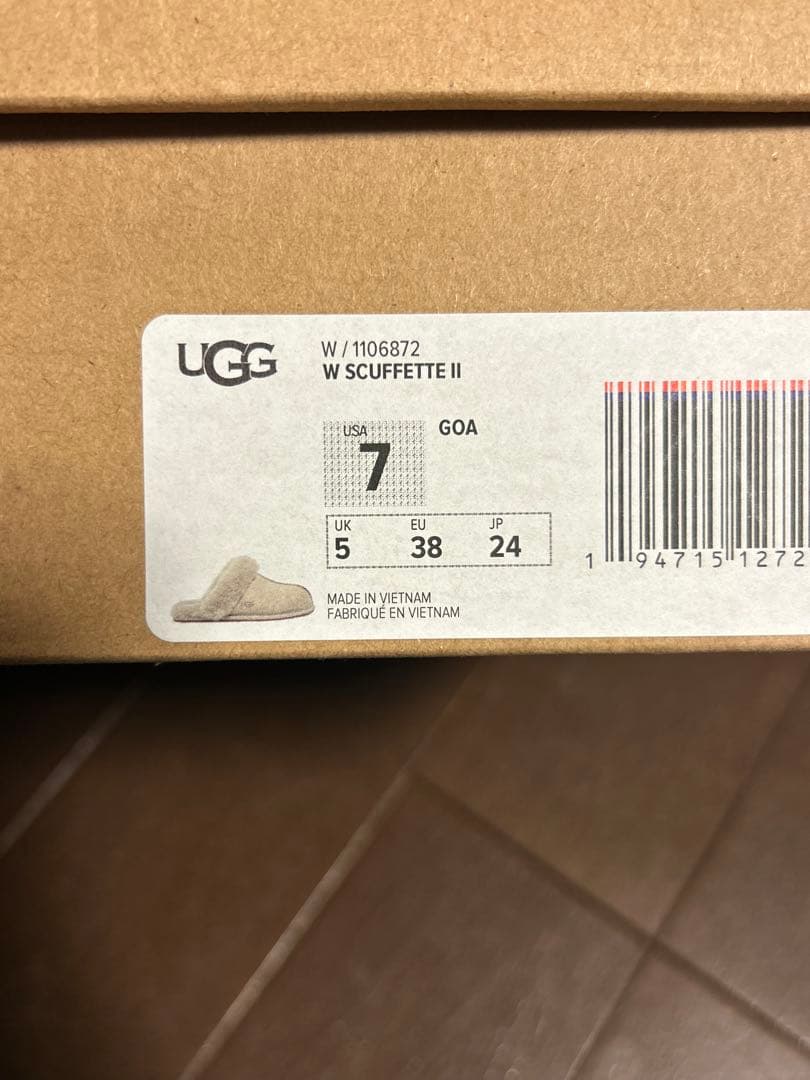 UGG
W / 1106872
W SCUFFETTE II
USA
7
GOA
UK EU JP
5 38 24
MADE IN VIETNAM
FABRIQUÉ EN VIETNAM
1 94715 1272